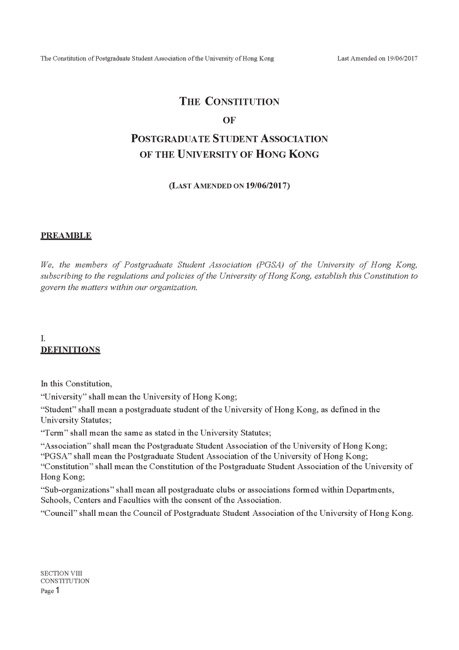 The Constitution of Postgraduate Student Association of the University of Hong Kong Last Amended on 19/06/2017
THE CONSTITUTION
OF
POSTGRADUATE STUDENT ASSOCIATION
OF THE UNIVERSITY OF HONG KONG
(LAST AMENDED ON 19/06/2017)
PREAMBLE
We, the members of Postgraduate Student Association (PGSA) of the University of Hong Kong,
subscribing to the regulations and policies of the University of Hong Kong, establish this Constitution to
govern the matters within our organization.
I.
DEFINITIONS
In this Constitution,
“University” shall mean the University of Hong Kong;
“Student” shall mean a postgraduate student of the University of Hong Kong, as defined in the
University Statutes;
“Term” shall mean the same as stated in the University Statutes;
“Association” shall mean the Postgraduate Student Association of the University of Hong Kong;
“PGSA” shall mean the Postgraduate Student Association of the University of Hong Kong;
“Constitution” shall mean the Constitution of the Postgraduate Student Association of the University of
Hong Kong;
“Sub-organizations” shall mean all postgraduate clubs or associations formed within Departments,
Schools, Centers and Faculties with the consent of the Association.
“Council” shall mean the Council of Postgraduate Student Association of the University of Hong Kong.
SECTION VIII
CONSTITUTION
Page 1